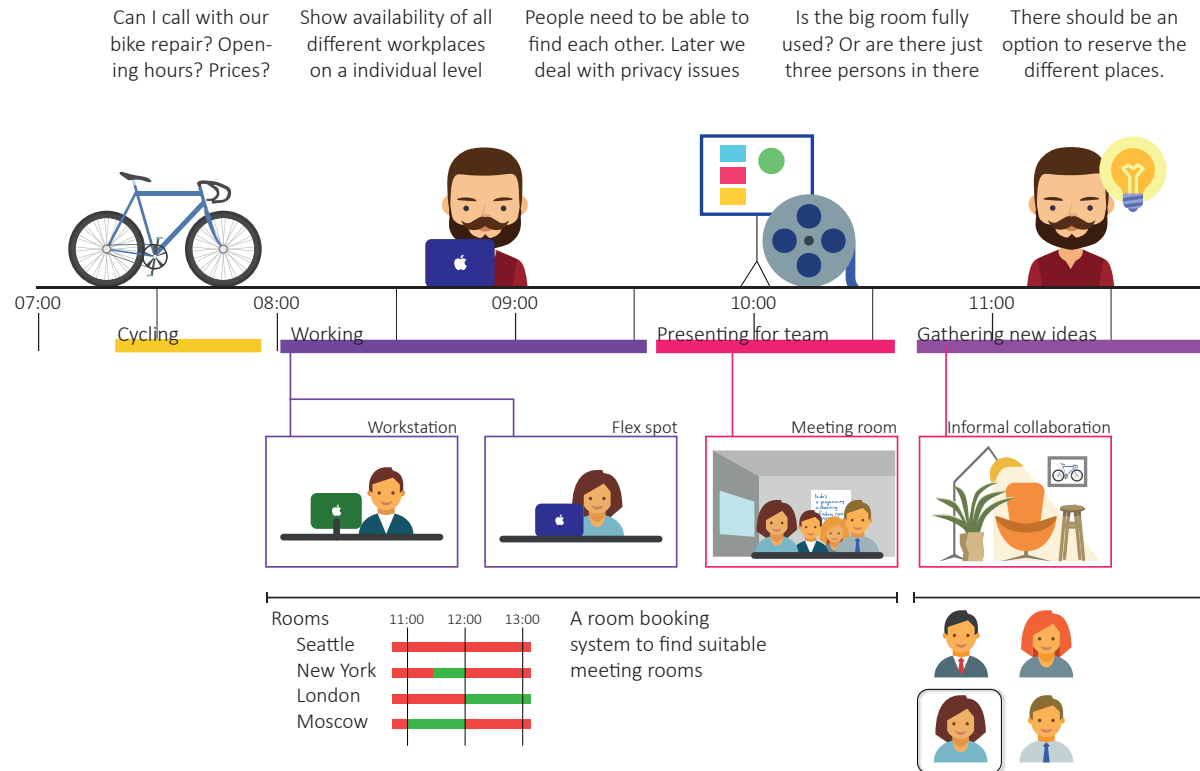 Can I call with our
bike repair? Open-
ing hours? Prices?
Show availability of all
different workplaces
on a individual level
People need to be able to
find each other. Later we
deal with privacy issues
Is the big room fully
used? Or are there just
three persons in there
There should be an
option to reserve the
different places.
07:00
08:00
09:00
10:00
11:00
Cycling
Working
Presenting for team
Gathering new ideas
Workstation
Flex spot
Meeting room
Informal collaboration
Rooms
11:00
12:00
13:00
Seattle
New York
London
Moscow
A room booking
system to find suitable
meeting rooms